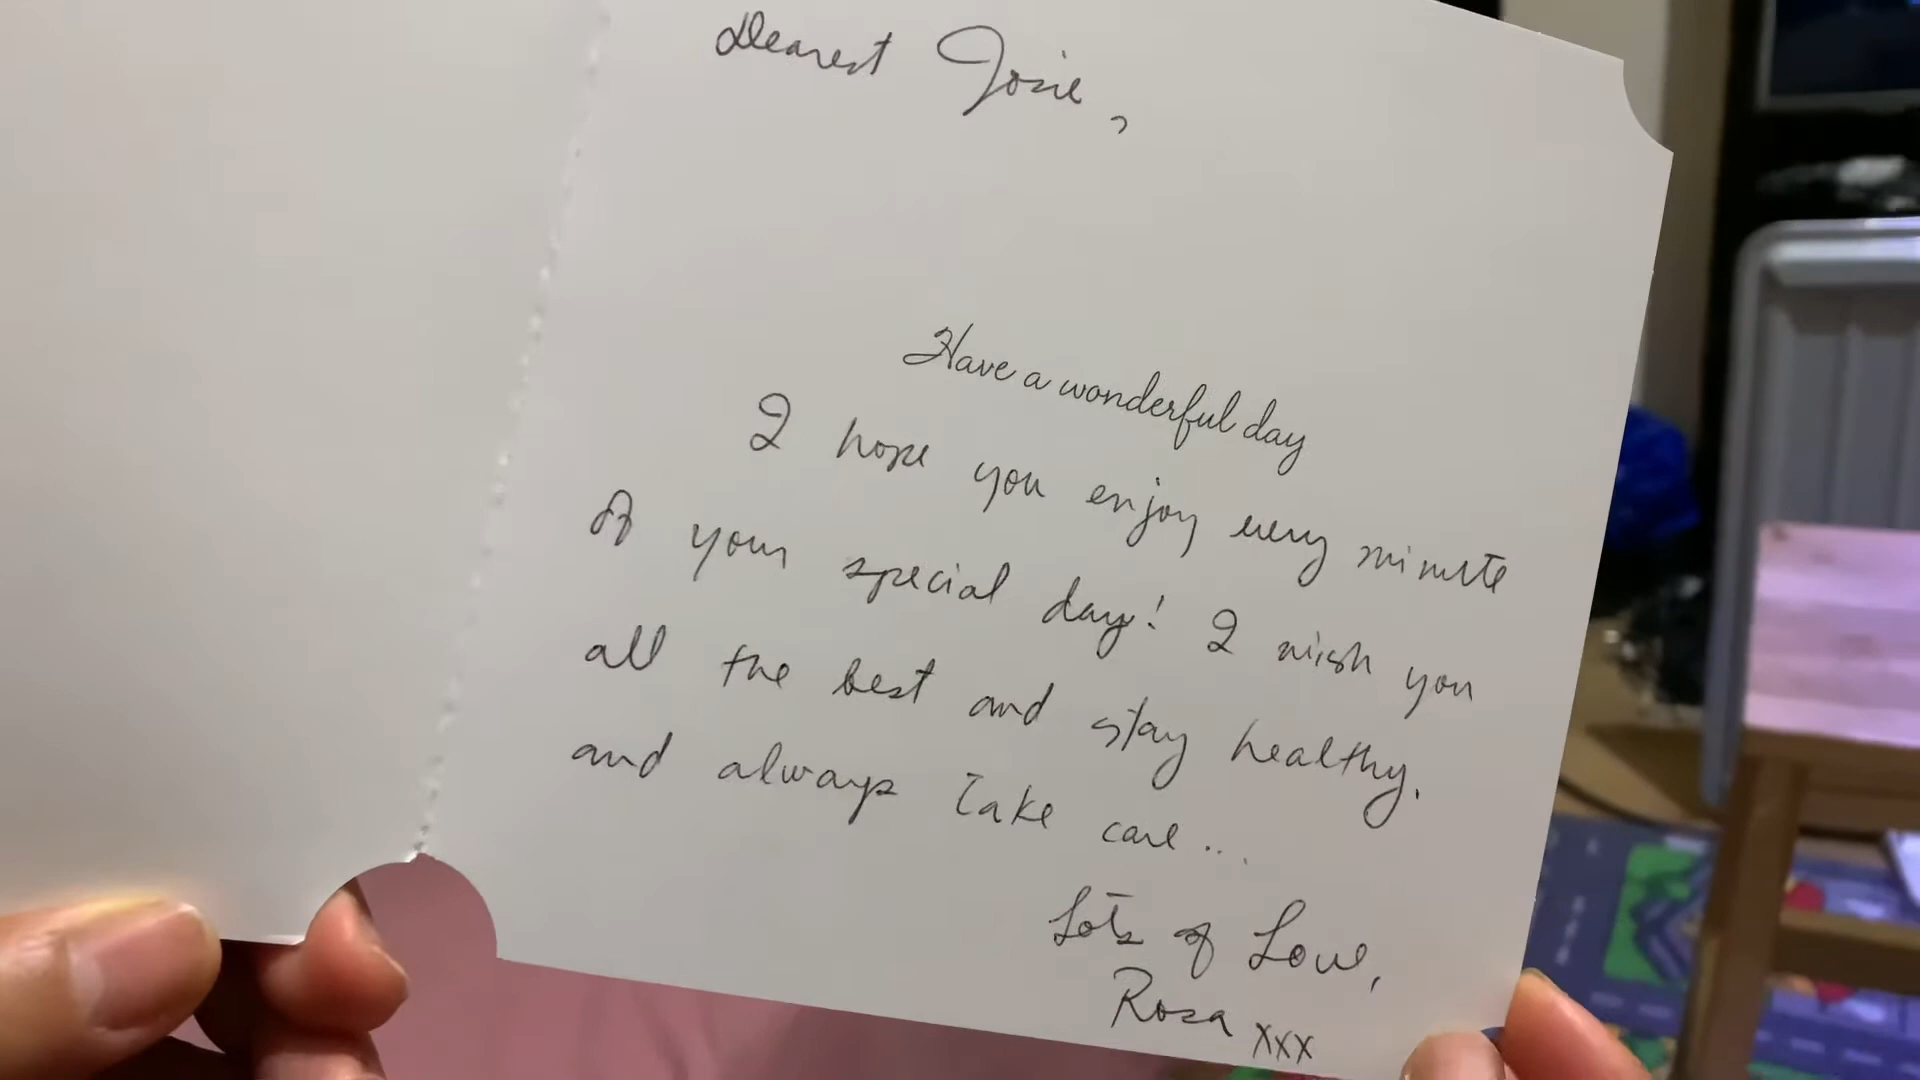 Dearest Josie,
Have a wonderful day
I hope you enjoy every minute
of your special day! I wish you
all the best and stay healthy.
and always take care...
Lots of Love,
Rosa xxx